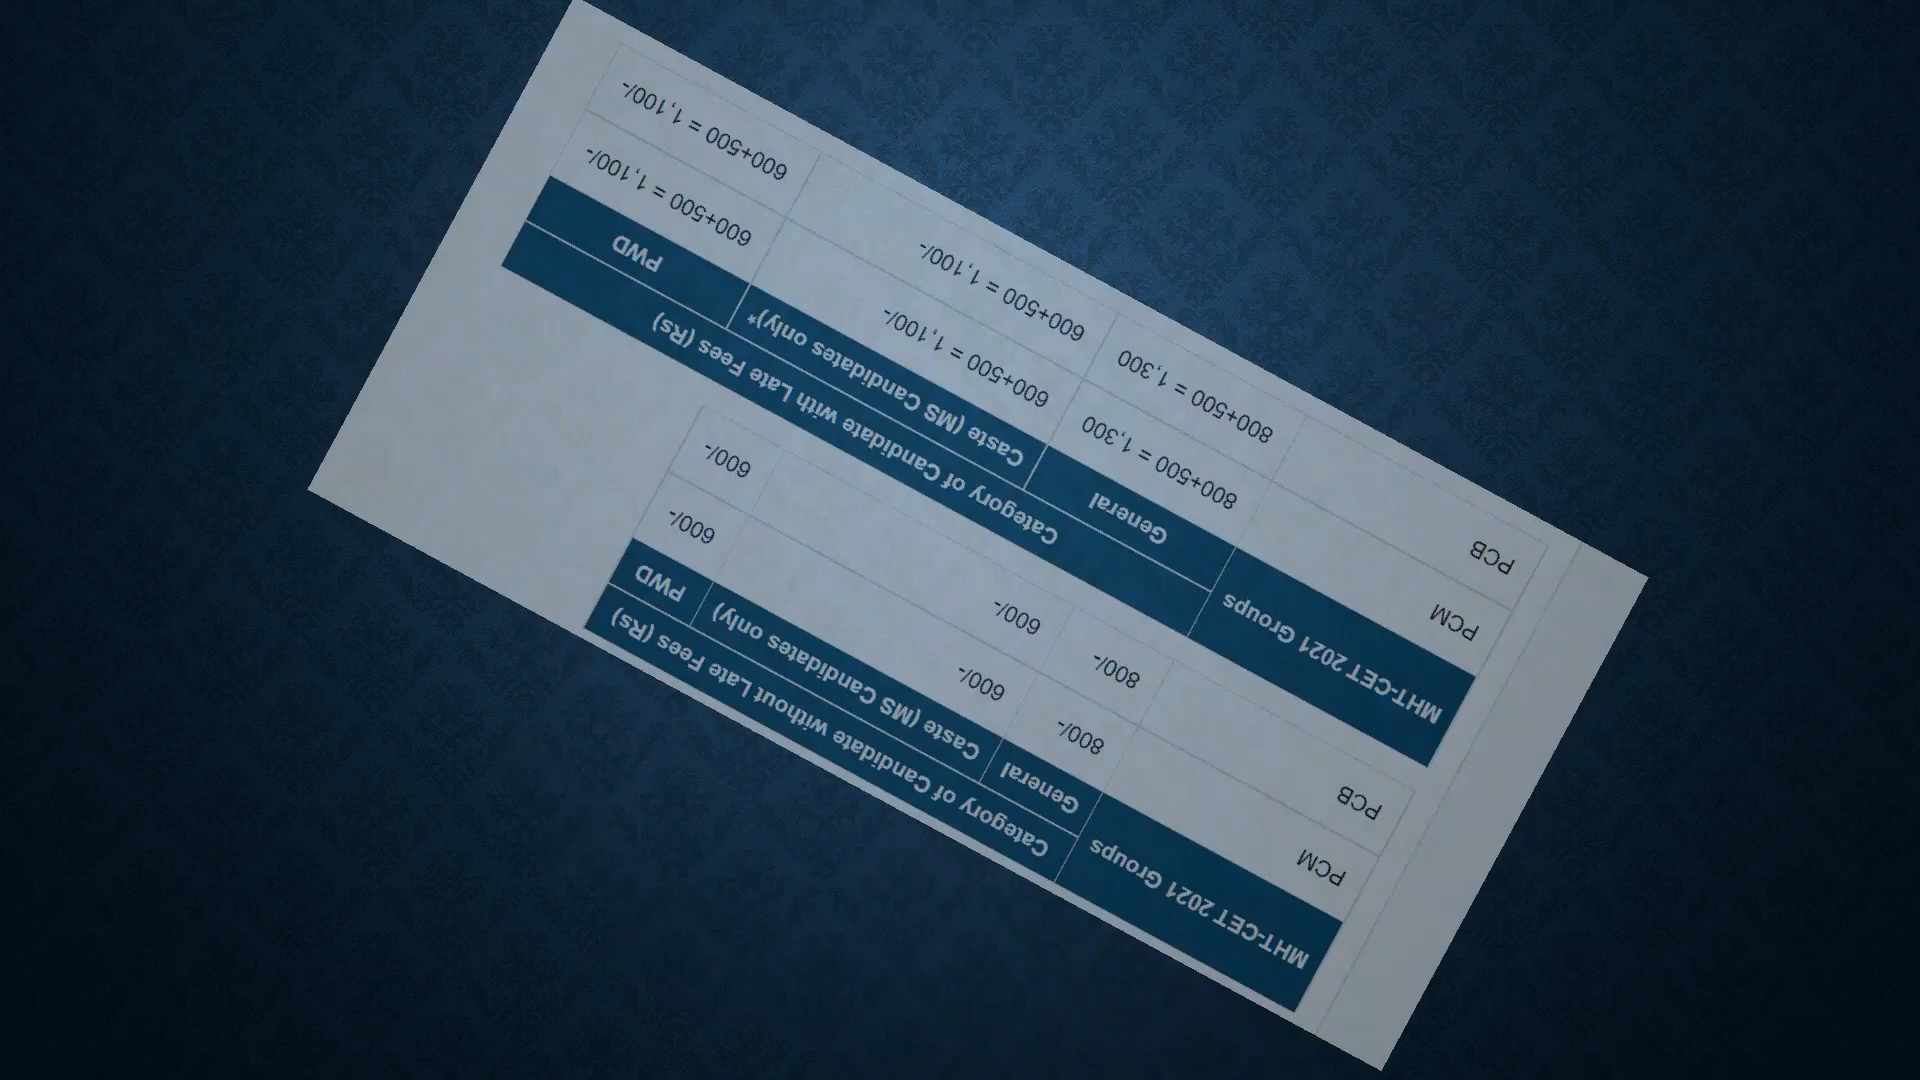 MHT-CET 2021 Groups Category of Candidate without Late Fees (Rs)
General Caste (MS Candidates only) PWD
PCM 800/- 600/- 600/-
PCB 800/- 600/- 600/-
MHT-CET 2021 Groups Category of Candidate with Late Fees (Rs)
General Caste (MS Candidates only)* PWD
PCM 800+500 = 1,300 600+500 = 1,100/- 600+500 = 1,100/-
PCB 800+500 = 1,300 600+500 = 1,100/- 600+500 = 1,100/-